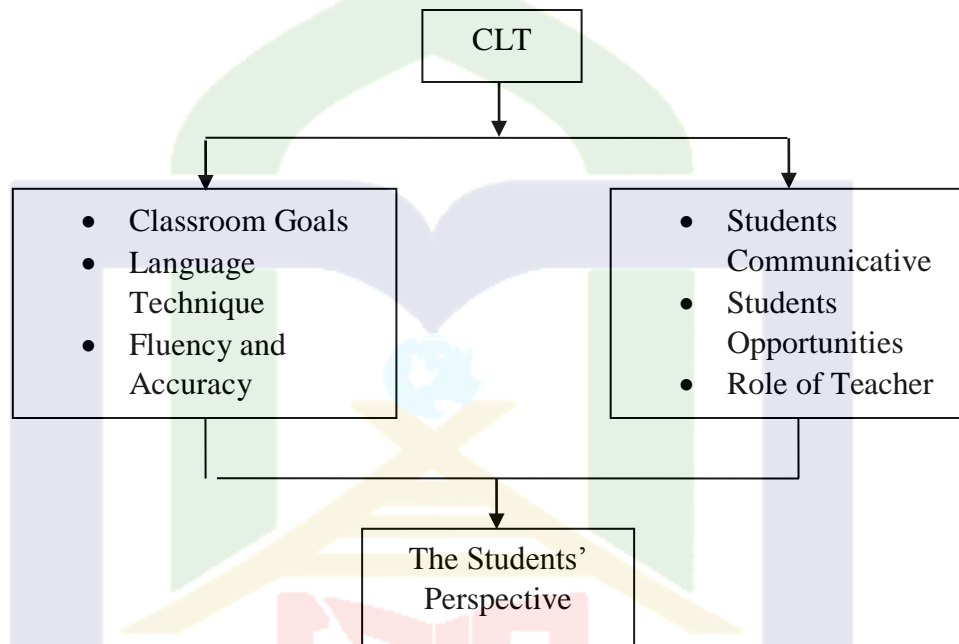 CLT
• Classroom Goals
• Language
Technique
• Fluency and
Accuracy
• Students
Communicative
• Students
Opportunities
• Role of Teacher
The Students’
Perspective